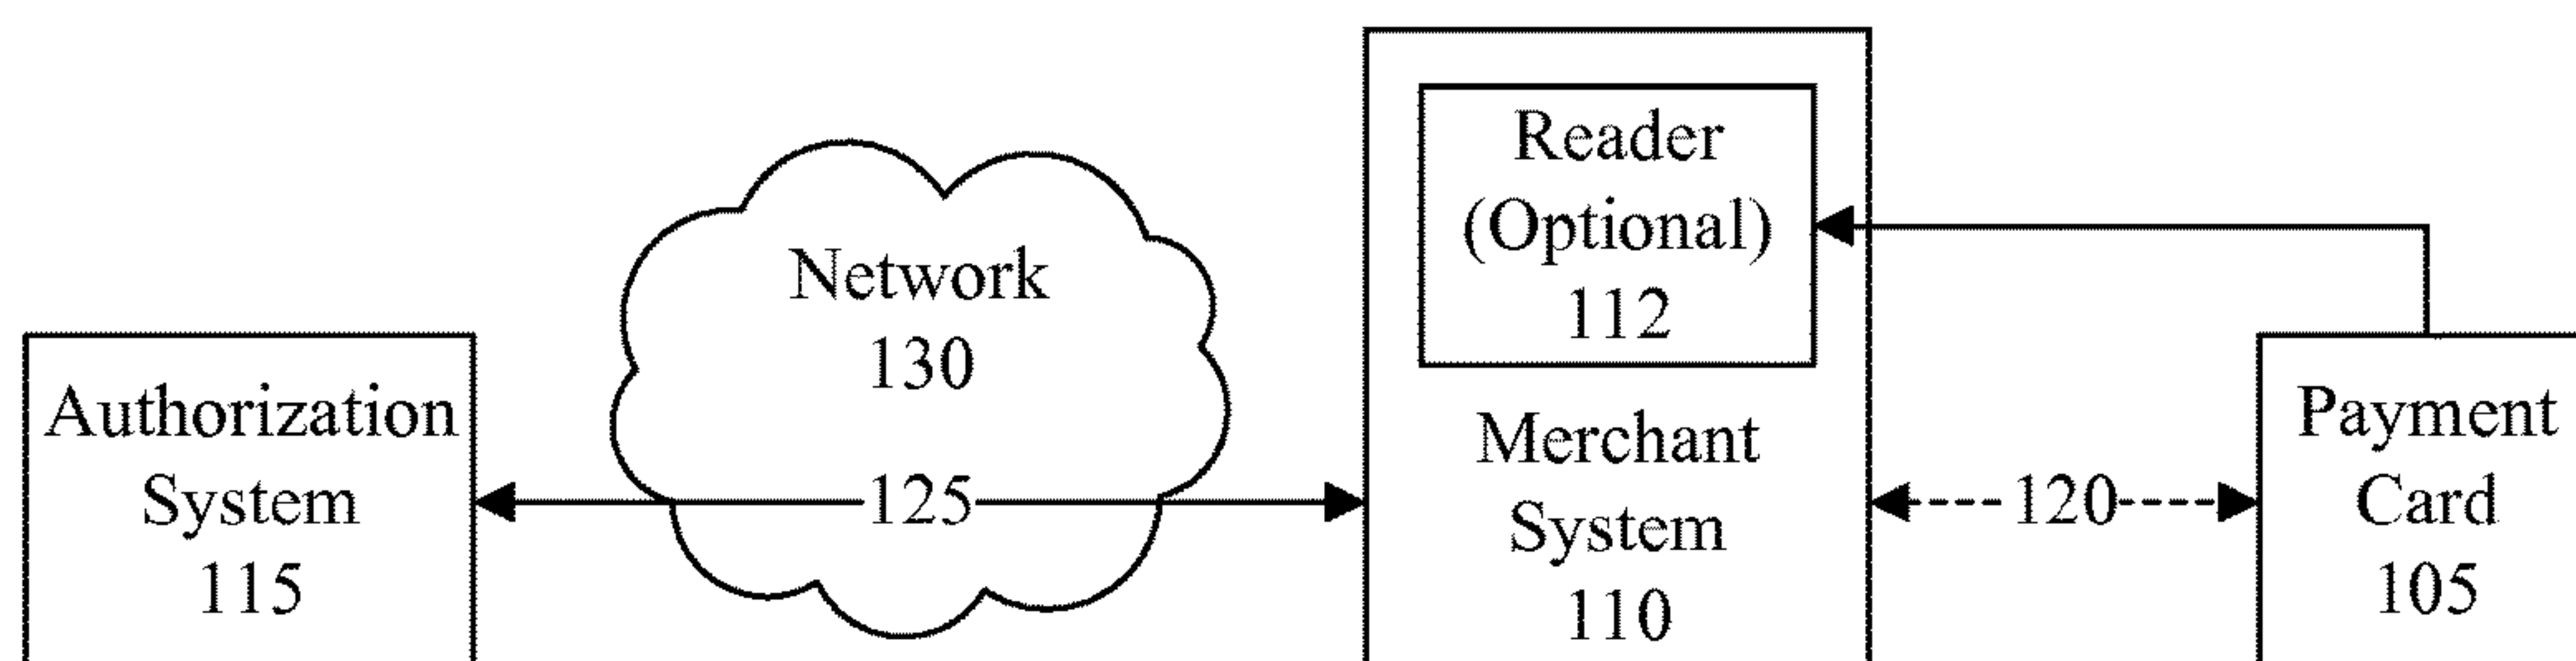 Authorization
System
115
Network
130
125
Reader
(Optional)
112
Merchant
System
110
120
Payment
Card
105